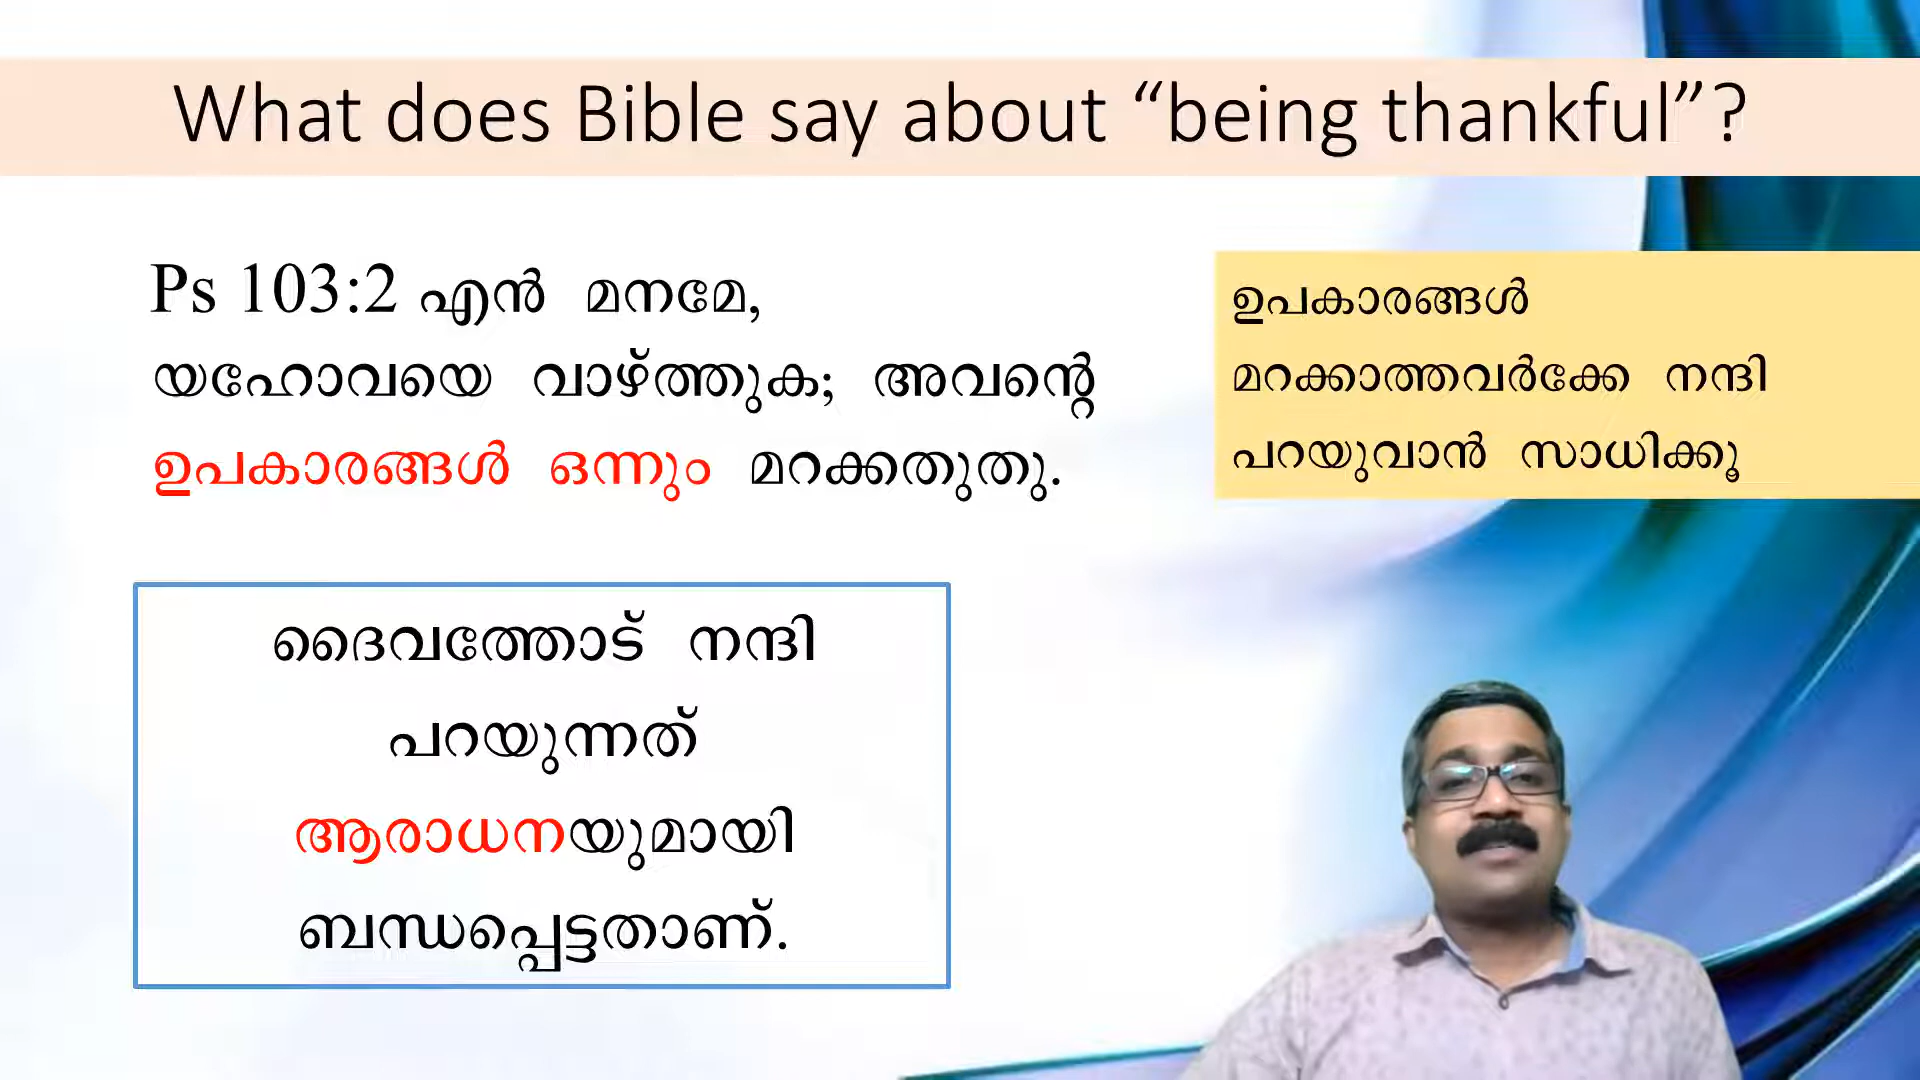 What does Bible say about “being thankful”?
Ps 103:2 എൻ മനമേ,
യഹോവയെ വാഴ്ത്തുക; അവന്റെ
ഉപകാരങ്ങൾ ഒന്നും മറക്കതുതു.
ഉപകാരങ്ങൾ
മറക്കാത്തവർക്കേ നന്ദി
പറയുവാൻ സാധിക്കൂ
ദൈവത്തോട് നന്ദി
പറയുന്നത്
ആരാധനയുമായി
ബന്ധപ്പെട്ടതാണ്.